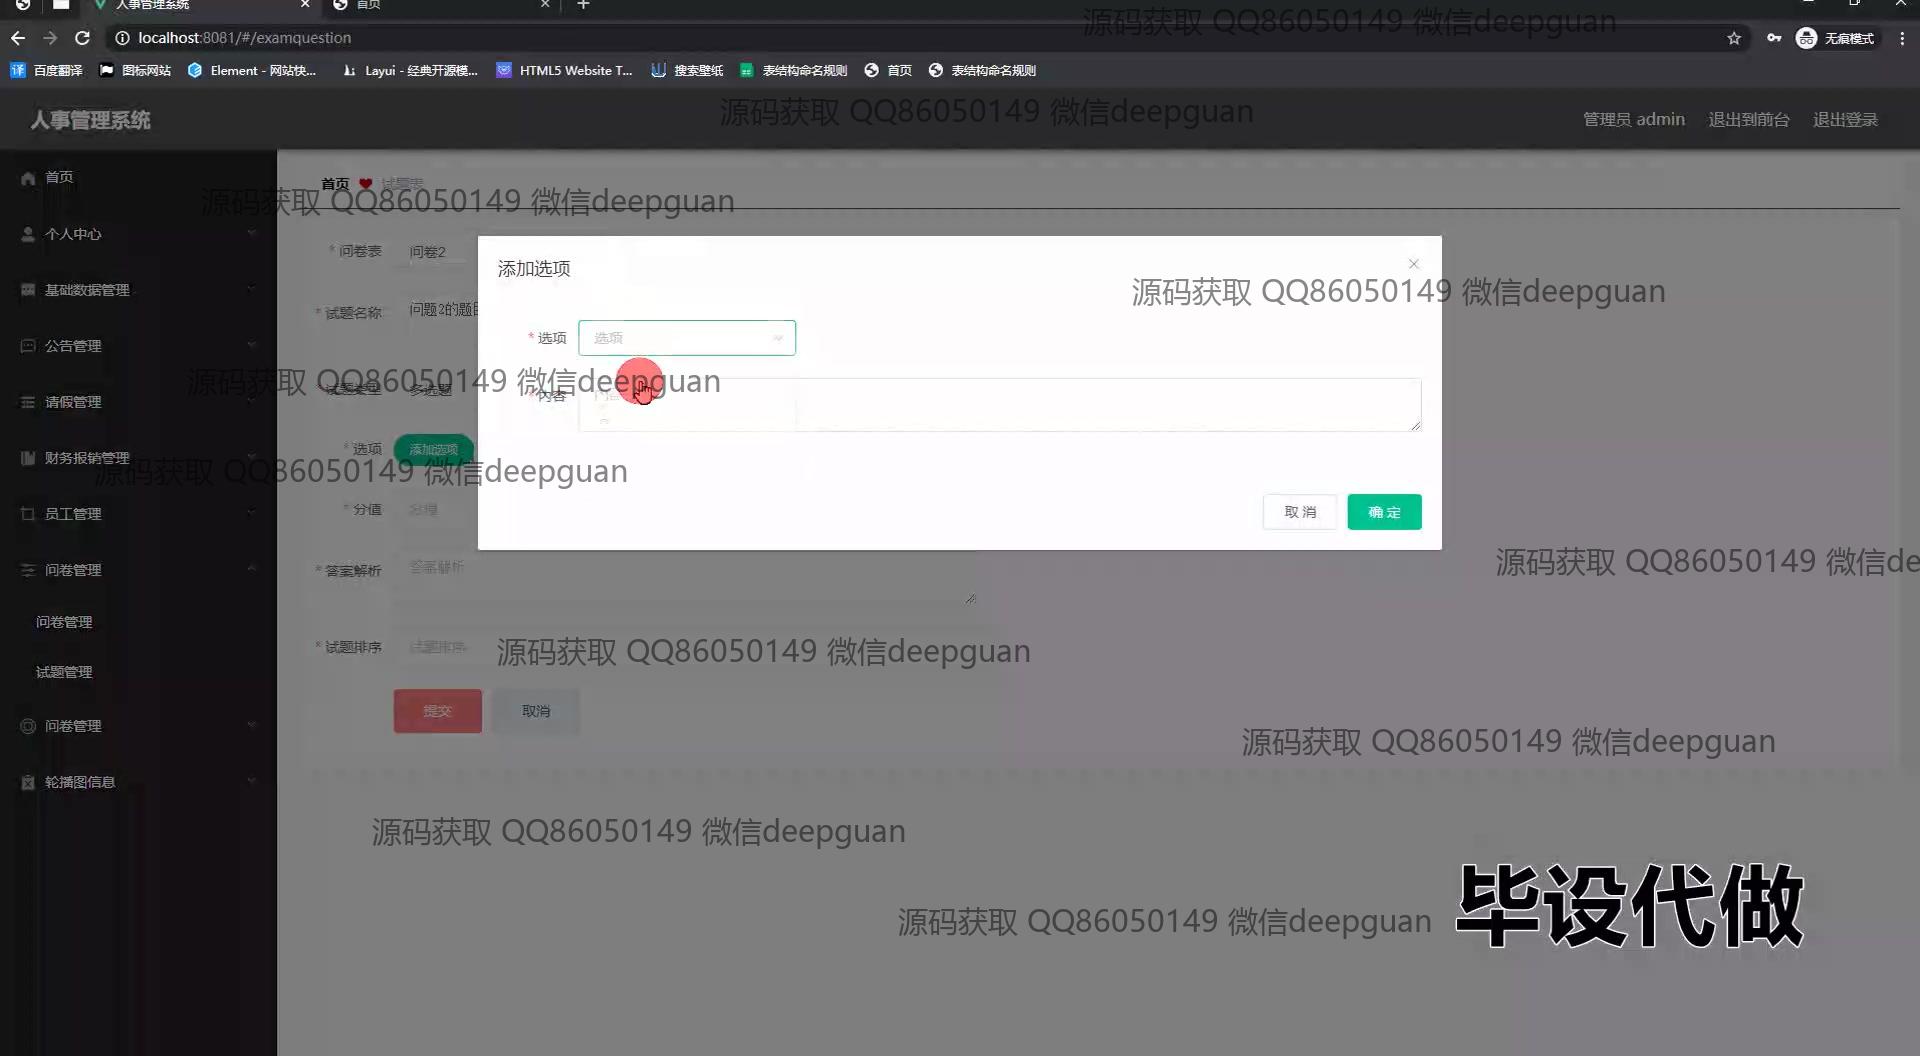 人事管理系统
首页
localhost:8081/#/examquestion
无痕模式
百度翻译
图标网站
Element - 网站快...
Layui - 经典开源模...
HTML5 Website T...
搜索壁纸
表结构命名规则
首页
表结构命名规则
源码获取 QQ86050149 微信deepguan
人事管理系统
源码获取 QQ86050149 微信deepguan
管理员 admin
退出到前台
退出登录
首页
个人中心
基础数据管理
公告管理
请假管理
财务报销管理
员工管理
问卷管理
问卷管理
试题管理
问卷管理
轮播图信息
首页 试题表
源码获取 QQ86050149 微信deepguan
* 问卷表 问卷2
* 试题名称 问题2的题目
* 试题类型 多选题
* 选项 添加选项
* 分值 分值
* 答案解析 答案解析
* 试题排序 试题排序
提交 取消
添加选项
* 选项 选项
* 内容
取 消 确 定
源码获取 QQ86050149 微信deepguan
源码获取 QQ86050149 微信deepguan
源码获取 QQ86050149 微信deepguan
源码获取 QQ86050149 微信de
源码获取 QQ86050149 微信deepguan
源码获取 QQ86050149 微信deepguan
源码获取 QQ86050149 微信deepguan
源码获取 QQ86050149 微信deepguan
毕设代做